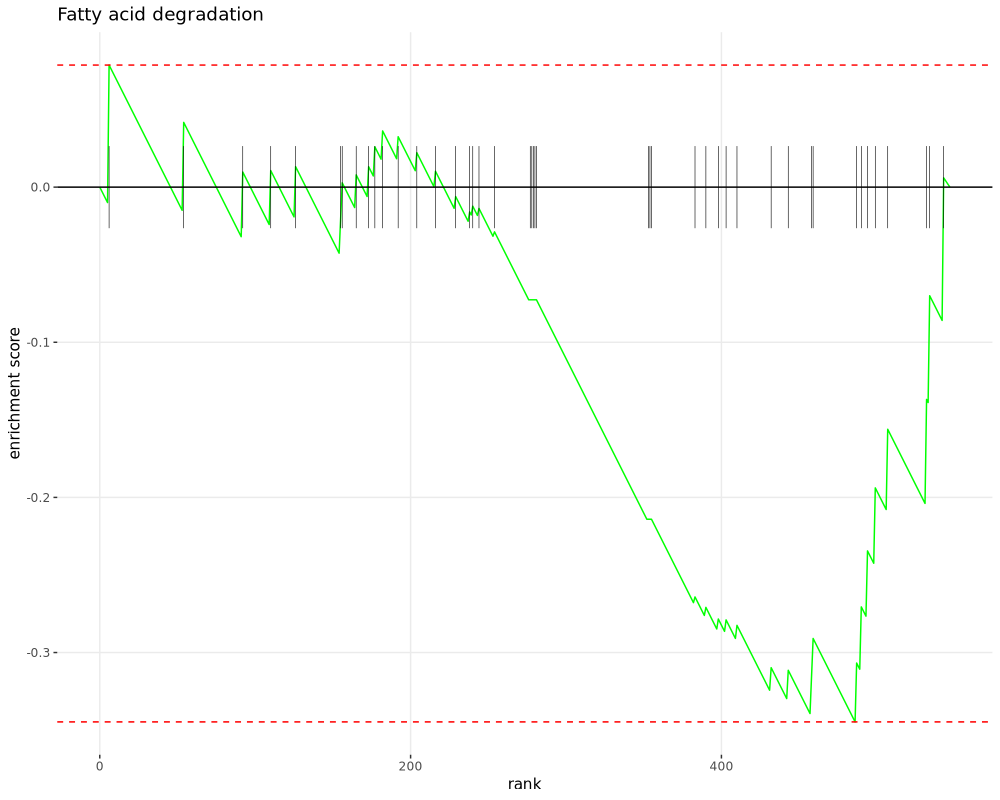 Fatty acid degradation
enrichment score
0.0
-0.1
-0.2
-0.3
0
200
400
rank